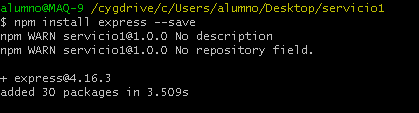 alumno@MAQ-9 /cygdrive/c/Users/alumno/Desktop/servicio1
$ npm install express --save
npm WARN servicio1@1.0.0 No description
npm WARN servicio1@1.0.0 No repository field.
+ express@4.16.3
added 30 packages in 3.509s